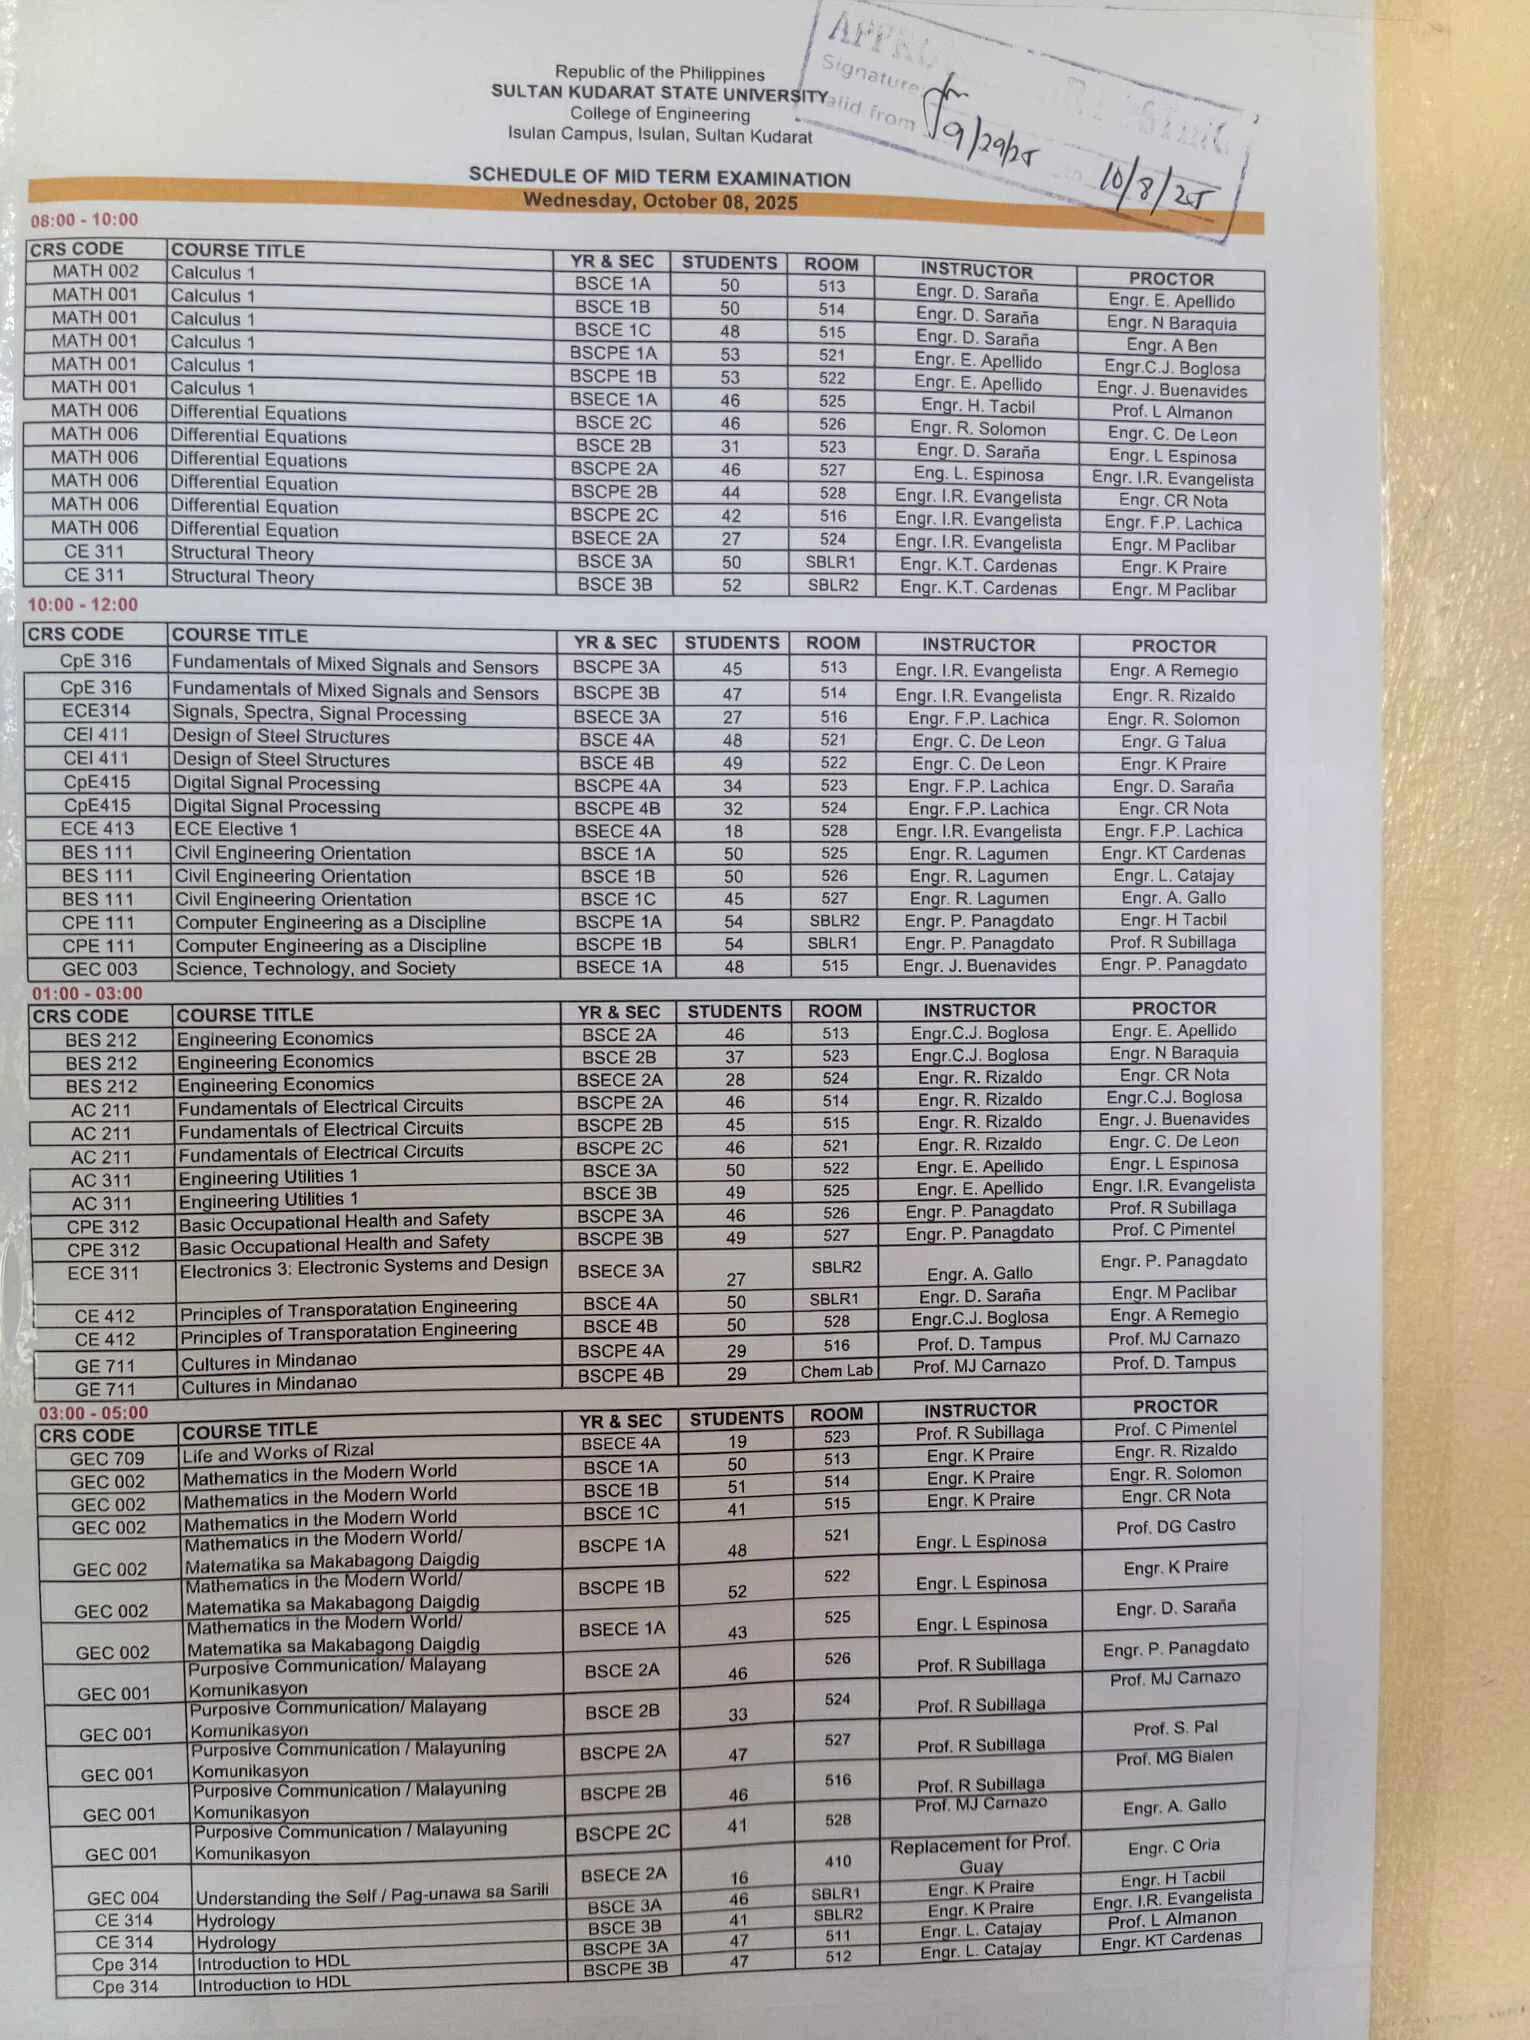 Republic of the Philippines
SULTAN KUDARAT STATE UNIVERSITY
College of Engineering
Isulan Campus, Isulan, Sultan Kudarat
Signature
Valid from 9/29/25 10/8/25
SCHEDULE OF MID TERM EXAMINATION
Wednesday, October 08, 2025
08:00 - 10:00
CRS CODE COURSE TITLE YR & SEC STUDENTS ROOM INSTRUCTOR PROCTOR
MATH 002 Calculus 1 BSCE 1A 50 513 Engr. D. Saraña Engr. E. Apellido
MATH 001 Calculus 1 BSCE 1B 50 514 Engr. D. Saraña Engr. N Baraquia
MATH 001 Calculus 1 BSCE 1C 48 515 Engr. D. Saraña Engr. A Ben
MATH 001 Calculus 1 BSCPE 1A 53 521 Engr. E. Apellido Engr.C.J. Boglosa
MATH 001 Calculus 1 BSCPE 1B 53 522 Engr. E. Apellido Engr. J. Buenavides
MATH 001 Calculus 1 BSECE 1A 46 525 Engr. H. Tacbil Prof. L Almanon
MATH 006 Differential Equations BSCE 2C 46 526 Engr. R. Solomon Engr. C. De Leon
MATH 006 Differential Equations BSCE 2B 31 523 Engr. D. Saraña Engr. L Espinosa
MATH 006 Differential Equations BSCPE 2A 46 527 Eng. L. Espinosa Engr. I.R. Evangelista
MATH 006 Differential Equation BSCPE 2B 44 528 Engr. I.R. Evangelista Engr. CR Nota
MATH 006 Differential Equation BSCPE 2C 42 516 Engr. I.R. Evangelista Engr. F.P. Lachica
MATH 006 Differential Equation BSECE 2A 27 524 Engr. I.R. Evangelista Engr. M Paclibar
CE 311 Structural Theory BSCE 3A 50 SBLR1 Engr. K.T. Cardenas Engr. K Praire
CE 311 Structural Theory BSCE 3B 52 SBLR2 Engr. K.T. Cardenas Engr. M Paclibar
10:00 - 12:00
CRS CODE COURSE TITLE YR & SEC STUDENTS ROOM INSTRUCTOR PROCTOR
CpE 316 Fundamentals of Mixed Signals and Sensors BSCPE 3A 45 513 Engr. I.R. Evangelista Engr. A Remegio
CpE 316 Fundamentals of Mixed Signals and Sensors BSCPE 3B 47 514 Engr. I.R. Evangelista Engr. R. Rizaldo
ECE314 Signals, Spectra, Signal Processing BSECE 3A 27 516 Engr. F.P. Lachica Engr. R. Solomon
CEI 411 Design of Steel Structures BSCE 4A 48 521 Engr. C. De Leon Engr. G Talua
CEI 411 Design of Steel Structures BSCE 4B 49 522 Engr. C. De Leon Engr. K Praire
CpE415 Digital Signal Processing BSCPE 4A 34 523 Engr. F.P. Lachica Engr. D. Saraña
CpE415 Digital Signal Processing BSCPE 4B 32 524 Engr. F.P. Lachica Engr. CR Nota
ECE 413 ECE Elective 1 BSECE 4A 18 528 Engr. I.R. Evangelista Engr. F.P. Lachica
BES 111 Civil Engineering Orientation BSCE 1A 50 525 Engr. R. Lagumen Engr. KT Cardenas
BES 111 Civil Engineering Orientation BSCE 1B 50 526 Engr. R. Lagumen Engr. L. Catajay
BES 111 Civil Engineering Orientation BSCE 1C 45 527 Engr. R. Lagumen Engr. A. Gallo
CPE 111 Computer Engineering as a Discipline BSCPE 1A 54 SBLR2 Engr. P. Panagdato Engr. H Tacbil
CPE 111 Computer Engineering as a Discipline BSCPE 1B 54 SBLR1 Engr. P. Panagdato Prof. R Subillaga
GEC 003 Science, Technology, and Society BSECE 1A 48 515 Engr. J. Buenavides Engr. P. Panagdato
01:00 - 03:00
CRS CODE COURSE TITLE YR & SEC STUDENTS ROOM INSTRUCTOR PROCTOR
BES 212 Engineering Economics BSCE 2A 46 513 Engr.C.J. Boglosa Engr. E. Apellido
BES 212 Engineering Economics BSCE 2B 37 523 Engr.C.J. Boglosa Engr. N Baraquia
BES 212 Engineering Economics BSECE 2A 28 524 Engr. R. Rizaldo Engr. CR Nota
AC 211 Fundamentals of Electrical Circuits BSCPE 2A 46 514 Engr. R. Rizaldo Engr.C.J. Boglosa
AC 211 Fundamentals of Electrical Circuits BSCPE 2B 45 515 Engr. R. Rizaldo Engr. J. Buenavides
AC 211 Fundamentals of Electrical Circuits BSCPE 2C 46 521 Engr. R. Rizaldo Engr. C. De Leon
AC 311 Engineering Utilities 1 BSCE 3A 50 522 Engr. E. Apellido Engr. L Espinosa
AC 311 Engineering Utilities 1 BSCE 3B 49 525 Engr. E. Apellido Engr. I.R. Evangelista
CPE 312 Basic Occupational Health and Safety BSCPE 3A 46 526 Engr. P. Panagdato Prof. R Subillaga
CPE 312 Basic Occupational Health and Safety BSCPE 3B 49 527 Engr. P. Panagdato Prof. C Pimentel
ECE 311 Electronics 3: Electronic Systems and Design BSECE 3A 27 SBLR2 Engr. A. Gallo Engr. P. Panagdato
CE 412 Principles of Transporatation Engineering BSCE 4A 50 SBLR1 Engr. D. Saraña Engr. M Paclibar
CE 412 Principles of Transporatation Engineering BSCE 4B 50 528 Engr.C.J. Boglosa Engr. A Remegio
GE 711 Cultures in Mindanao BSCPE 4A 29 516 Prof. D. Tampus Prof. MJ Carnazo
GE 711 Cultures in Mindanao BSCPE 4B 29 Chem Lab Prof. MJ Carnazo Prof. D. Tampus
03:00 - 05:00
CRS CODE COURSE TITLE YR & SEC STUDENTS ROOM INSTRUCTOR PROCTOR
GEC 709 Life and Works of Rizal BSECE 4A 19 523 Prof. R Subillaga Prof. C Pimentel
GEC 002 Mathematics in the Modern World BSCE 1A 50 513 Engr. K Praire Engr. R. Rizaldo
GEC 002 Mathematics in the Modern World BSCE 1B 51 514 Engr. K Praire Engr. R. Solomon
GEC 002 Mathematics in the Modern World BSCE 1C 41 515 Engr. K Praire Engr. CR Nota
Mathematics in the Modern World/
GEC 002 Matematika sa Makabagong Daigdig BSCPE 1A 48 521 Engr. L Espinosa Prof. DG Castro
Mathematics in the Modern World/
GEC 002 Matematika sa Makabagong Daigdig BSCPE 1B 52 522 Engr. L Espinosa Engr. K Praire
Mathematics in the Modern World/
GEC 002 Matematika sa Makabagong Daigdig BSECE 1A 43 525 Engr. L Espinosa Engr. D. Saraña
Purposive Communication/ Malayang
GEC 001 Komunikasyon BSCE 2A 46 526 Prof. R Subillaga Engr. P. Panagdato
Purposive Communication/ Malayang
GEC 001 Komunikasyon BSCE 2B 33 524 Prof. R Subillaga Prof. MJ Carnazo
Purposive Communication / Malayuning
GEC 001 Komunikasyon BSCPE 2A 47 527 Prof. R Subillaga Prof. S. Pal
Purposive Communication / Malayuning
GEC 001 Komunikasyon BSCPE 2B 46 516 Prof. R Subillaga Prof. MG Bialen
Purposive Communication / Malayuning
GEC 001 Komunikasyon BSCPE 2C 41 528 Prof. MJ Carnazo Engr. A. Gallo
Replacement for Prof.
GEC 004 Understanding the Self / Pag-unawa sa Sarili BSECE 2A 16 410 Guay Engr. C Oria
CE 314 Hydrology BSCE 3A 46 SBLR1 Engr. K Praire Engr. H Tacbil
CE 314 Hydrology BSCE 3B 41 SBLR2 Engr. K Praire Engr. I.R. Evangelista
Cpe 314 Introduction to HDL BSCPE 3A 47 511 Engr. L. Catajay Prof. L Almanon
Cpe 314 Introduction to HDL BSCPE 3B 47 512 Engr. L. Catajay Engr. KT Cardenas